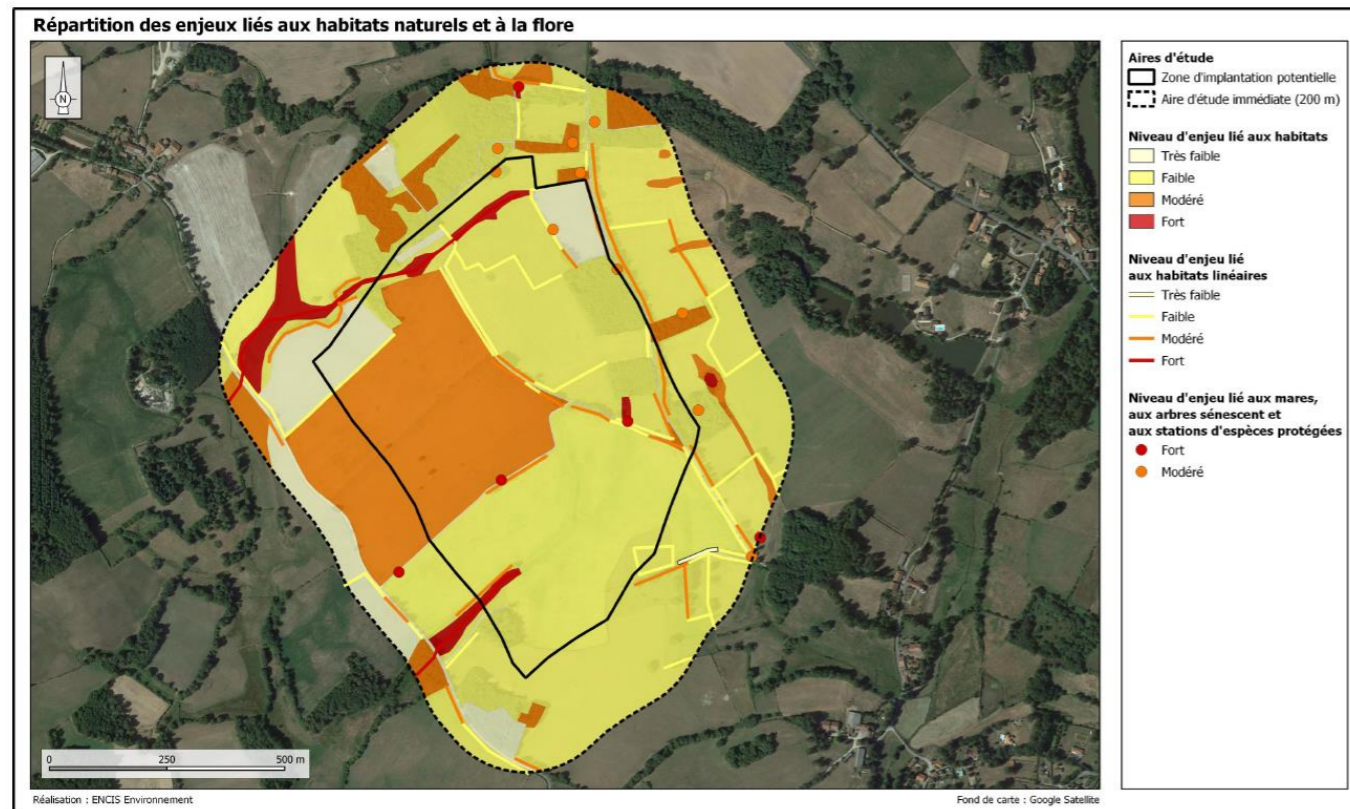 Répartition des enjeux liés aux habitats naturels et à la flore
N
Aires d'étude
Zone d'implantation potentielle
Aire d'étude immédiate (200 m)
Niveau d'enjeu lié aux habitats
Très faible
Faible
Modéré
Fort
Niveau d'enjeu lié
aux habitats linéaires
Très faible
Faible
Modéré
Fort
Niveau d'enjeu lié aux mares,
aux arbres sénescent et
aux stations d'espèces protégées
Fort
Modéré
0 250 500 m
Réalisation : ENCIS Environnement
Fond de carte : Google Satellite